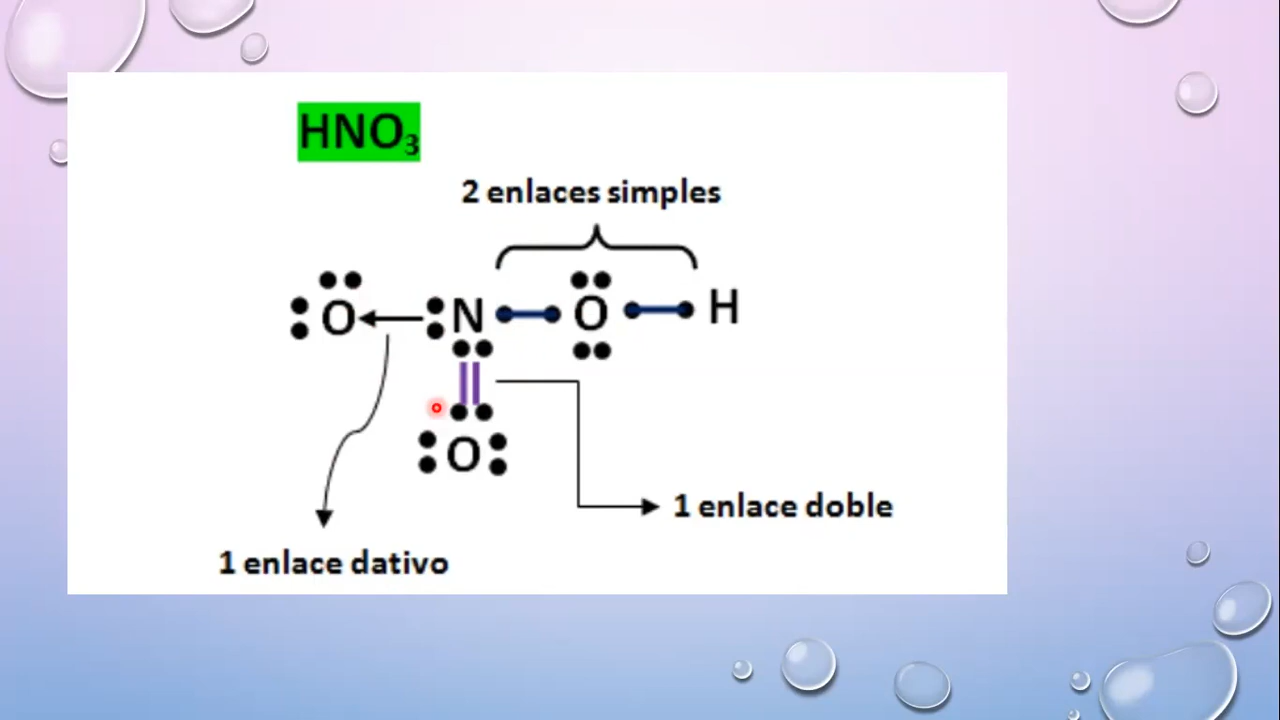 HNO₃
2 enlaces simples
O N O H
O
1 enlace doble
1 enlace dativo